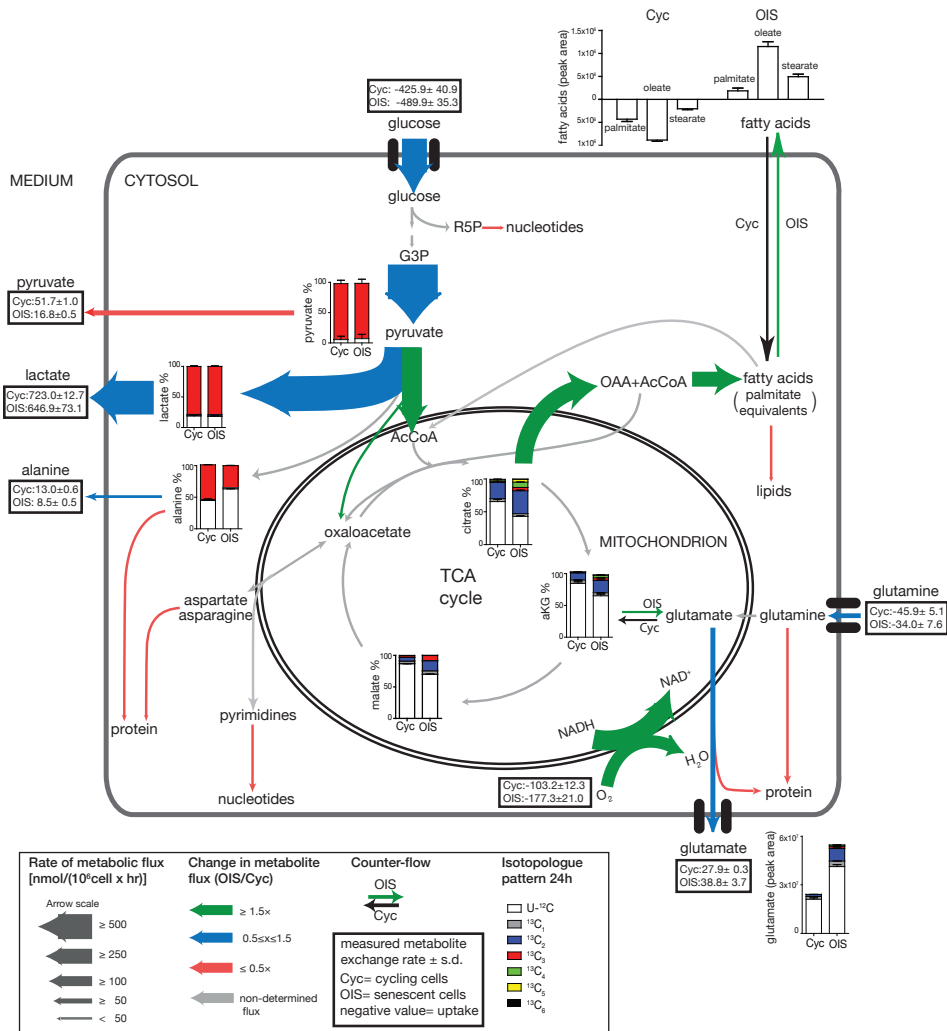 Cyc
OIS
fatty acids (peak area)
1.5x10⁶
1x10⁶
5x10⁵
0
5x10⁵
1x10⁶
palmitate
oleate
stearate
palmitate
oleate
stearate
fatty acids
Cyc: -425.9± 40.9
OIS: -489.9± 35.3
glucose
MEDIUM
CYTOSOL
glucose
R5P
nucleotides
G3P
Cyc
OIS
pyruvate
Cyc:51.7±1.0
OIS:16.8±0.5
pyruvate %
100
50
0
Cyc
OIS
pyruvate
lactate
Cyc:723.0±12.7
OIS:646.9±73.1
lactate %
100
50
0
Cyc
OIS
OAA+AcCoA
fatty acids
(palmitate
equivalents)
AcCoA
lipids
alanine
Cyc:13.0±0.6
OIS: 8.5± 0.5
alanine %
100
50
0
Cyc
OIS
citrate %
100
50
0
Cyc
OIS
oxaloacetate
MITOCHONDRION
TCA
cycle
aKG %
100
50
0
Cyc
OIS
OIS
Cyc
glutamate
glutamine
glutamine
Cyc:-45.9± 5.1
OIS:-34.0± 7.6
aspartate
asparagine
malate %
100
50
0
Cyc
OIS
NAD⁺
NADH
H₂O
O₂
Cyc:-103.2±12.3
OIS:-177.3±21.0
protein
pyrimidines
nucleotides
protein
glutamate
Cyc:27.9± 0.3
OIS:38.8± 3.7
glutamate (peak area)
6x10⁷
3x10⁷
0
Cyc
OIS
Rate of metabolic flux
[nmol/(10⁶cell x hr)]
Arrow scale
≥ 500
≥ 250
≥ 100
≥ 50
< 50
Change in metabolite
flux (OIS/Cyc)
≥ 1.5×
0.5≤x≤1.5
≤ 0.5×
non-determined
flux
Counter-flow
OIS
Cyc
measured metabolite
exchange rate ± s.d.
Cyc= cycling cells
OIS= senescent cells
negative value= uptake
Isotopologue
pattern 24h
U-¹²C
¹³C₁
¹³C₂
¹³C₃
¹³C₄
¹³C₅
¹³C₆